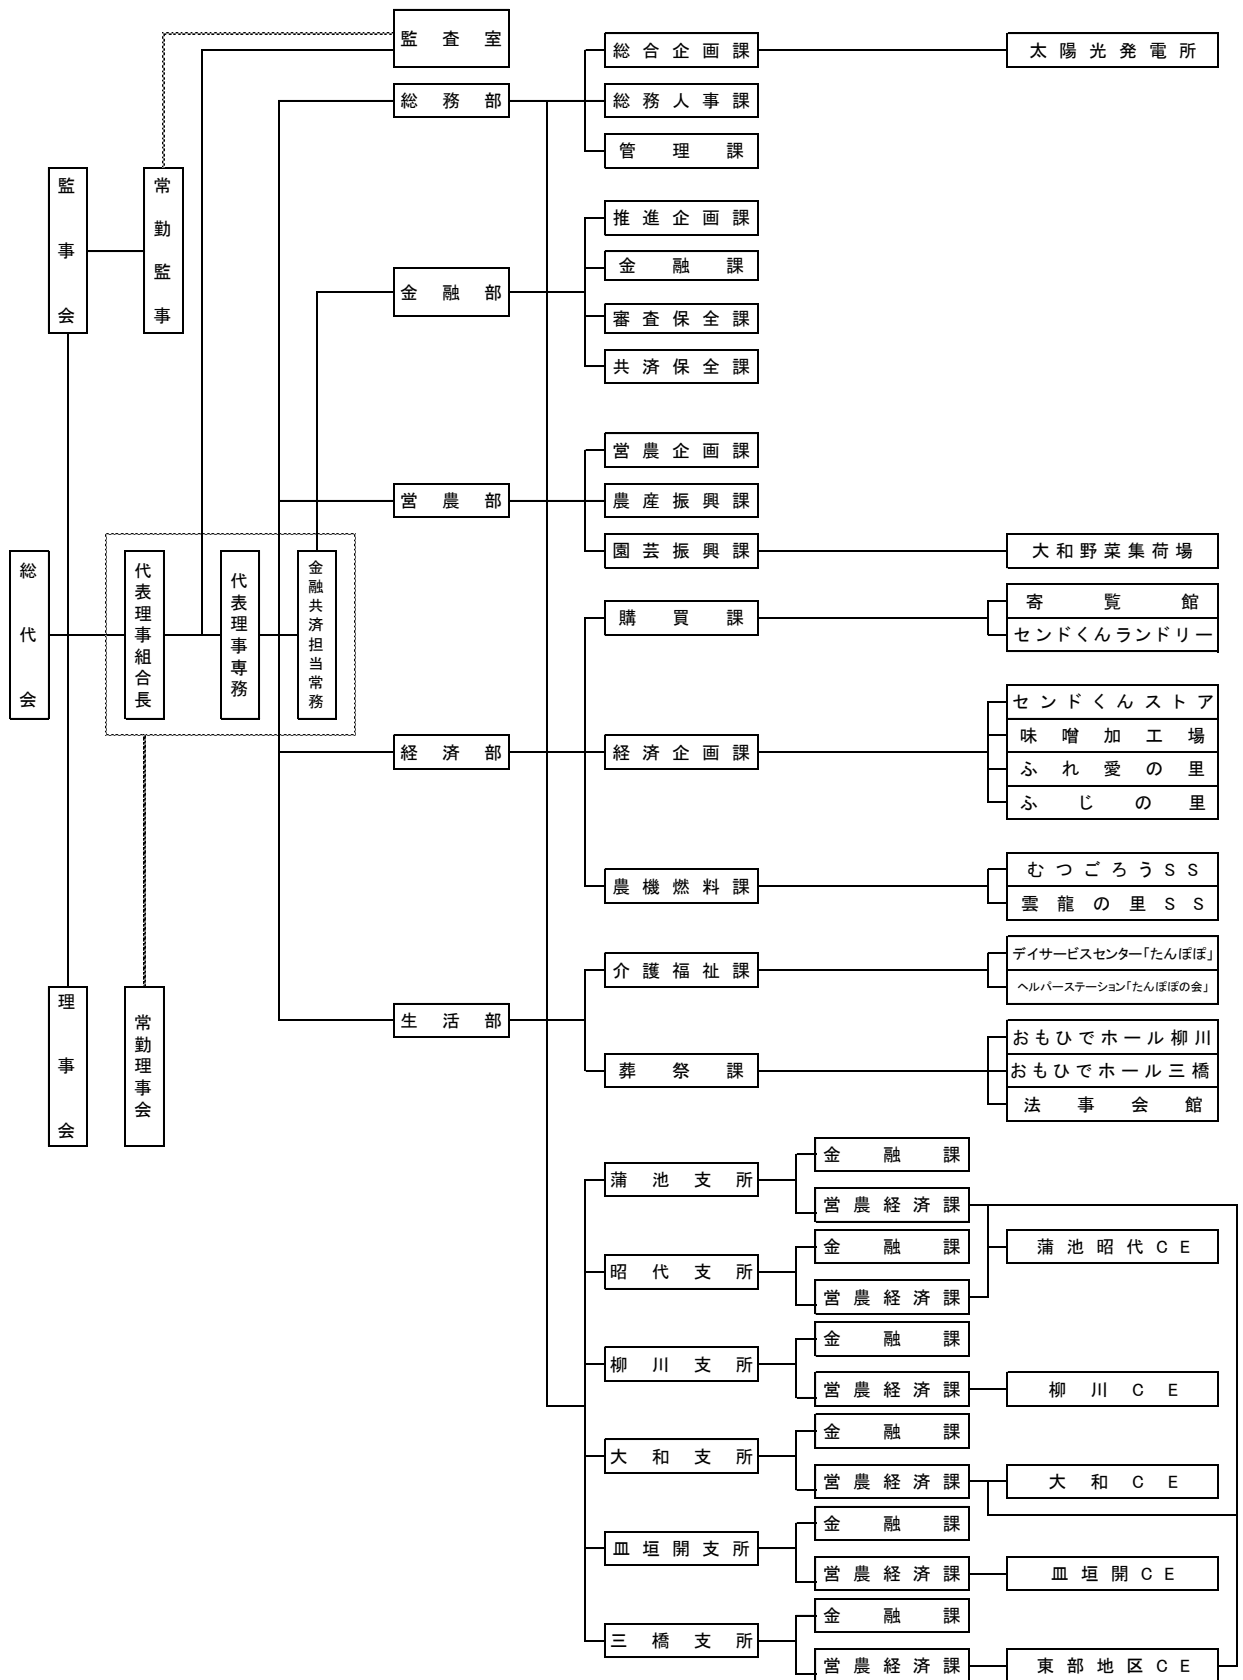 監査室
総合企画課
太陽光発電所
総務部
総務人事課
管理課
監事会
常勤監事
推進企画課
金融課
金融部
審査保全課
共済保全課
営農企画課
営農部
農産振興課
園芸振興課
大和野菜集荷場
総代会
代表理事組合長
代表理事専務
金融共済担当常務
購買課
寄覧館
センドくんランドリー
経済部
経済企画課
センドくんストア
味噌加工場
ふれ愛の里
ふじの里
農機燃料課
むつごろうSS
雲龍の里SS
理事会
常勤理事会
生活部
介護福祉課
デイサービスセンター「たんぽぽ」
ヘルパーステーション「たんぽぽの会」
葬祭課
おもひでホール柳川
おもひでホール三橋
法事会館
蒲池支所
金融課
営農経済課
昭代支所
金融課
営農経済課
蒲池昭代CE
柳川支所
金融課
営農経済課
柳川CE
大和支所
金融課
営農経済課
大和CE
皿垣開支所
金融課
営農経済課
皿垣開CE
三橋支所
金融課
営農経済課
東部地区CE